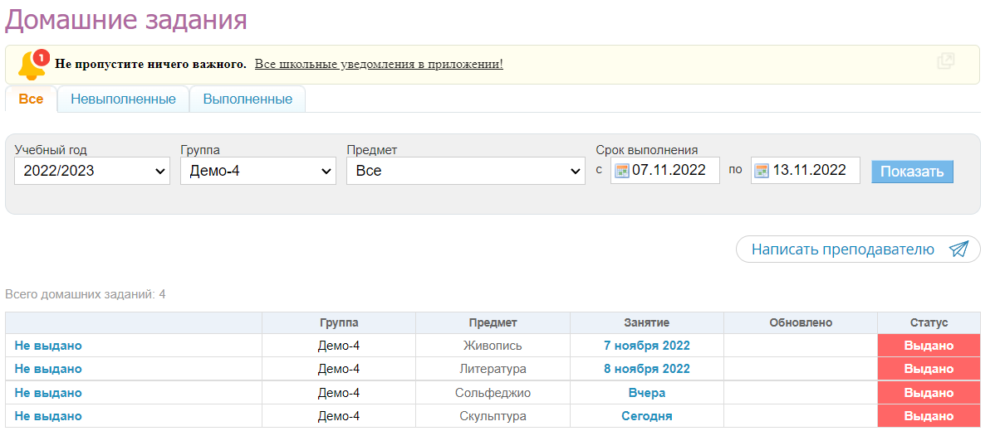 Домашние задания
1
Не пропустите ничего важного. Все школьные уведомления в приложении!
Все Невыполненные Выполненные
Учебный год Группа Предмет Срок выполнения
2022/2023 Демо-4 Все с 07.11.2022 по 13.11.2022 Показать
Написать преподавателю
Всего домашних заданий: 4
Группа Предмет Занятие Обновлено Статус
Не выдано Демо-4 Живопись 7 ноября 2022 Выдано
Не выдано Демо-4 Литература 8 ноября 2022 Выдано
Не выдано Демо-4 Сольфеджио Вчера Выдано
Не выдано Демо-4 Скульптура Сегодня Выдано